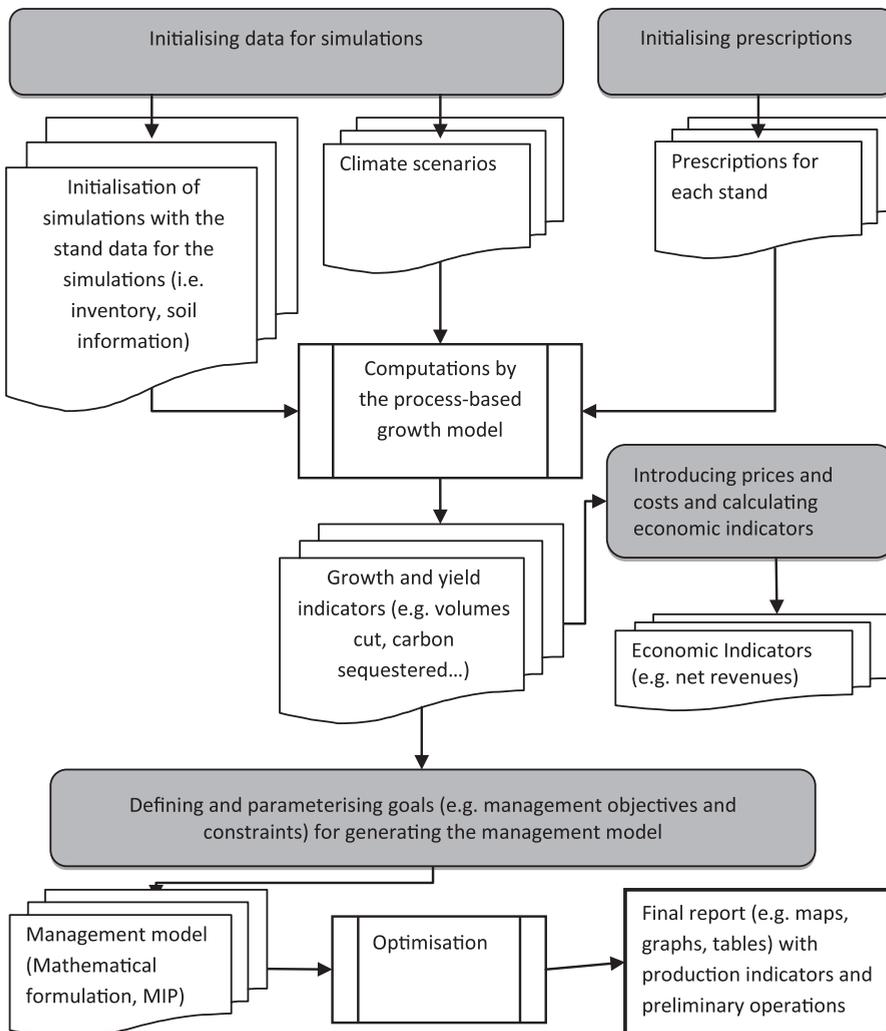 Initialising data for simulations
Initialising prescriptions
Initialisation of
simulations with the
stand data for the
simulations (i.e.
inventory, soil
information)
Climate scenarios
Prescriptions for
each stand
Computations by
the process-based
growth model
Introducing prices and
costs and calculating
economic indicators
Growth and yield
indicators (e.g. volumes
cut, carbon
sequestered...)
Economic Indicators
(e.g. net revenues)
Defining and parameterising goals (e.g. management objectives and
constraints) for generating the management model
Management model
(Mathematical
formulation, MIP)
Optimisation
Final report (e.g. maps,
graphs, tables) with
production indicators and
preliminary operations